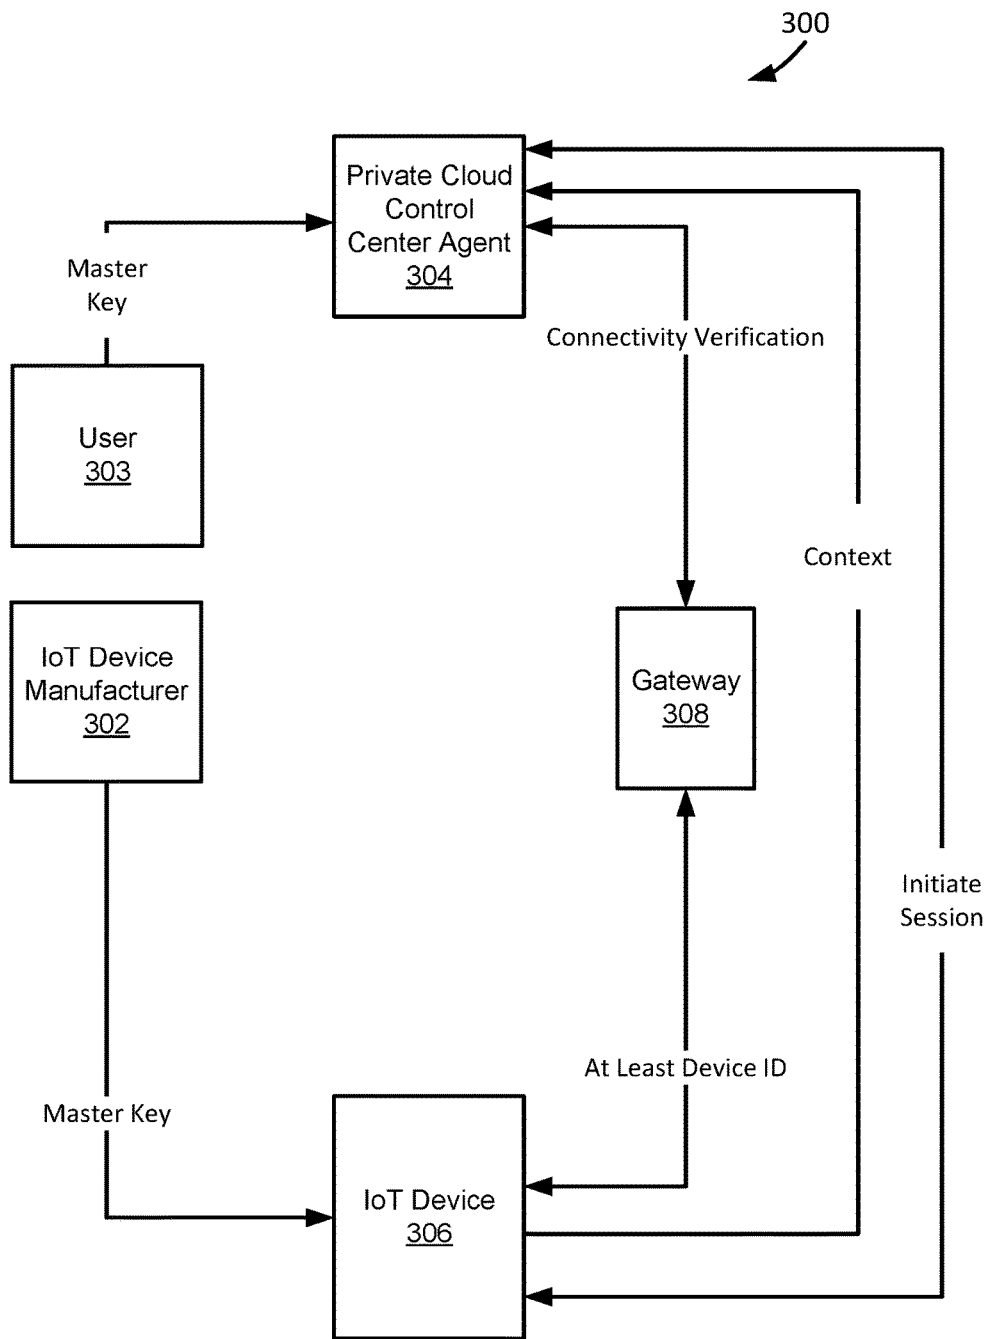 300
Private Cloud
Control
Center Agent
304
Master
Key
Connectivity Verification
User
303
Context
IoT Device
Manufacturer
302
Gateway
308
Initiate
Session
At Least Device ID
Master Key
IoT Device
306